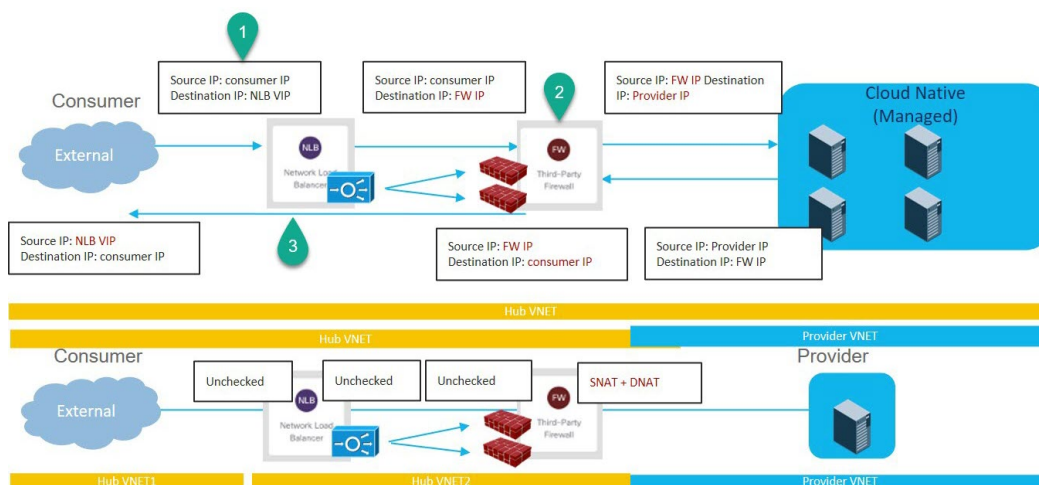 1
Source IP: consumer IP
Destination IP: NLB VIP
Source IP: consumer IP
Destination IP: FW IP
2
Source IP: FW IP Destination
IP: Provider IP
Cloud Native
(Managed)
Consumer
External
NLB
Network Load
Balancer
FW
Third-Party
Firewall
Source IP: NLB VIP
Destination IP: consumer IP
3
Source IP: FW IP
Destination IP: consumer IP
Source IP: Provider IP
Destination IP: FW IP
Hub VNET
Hub VNET
Provider VNET
Consumer
Provider
Unchecked
Unchecked
Unchecked
SNAT + DNAT
External
NLB
Network Load
Balancer
FW
Third-Party
Firewall
Hub VNET1
Hub VNET2
Provider VNET